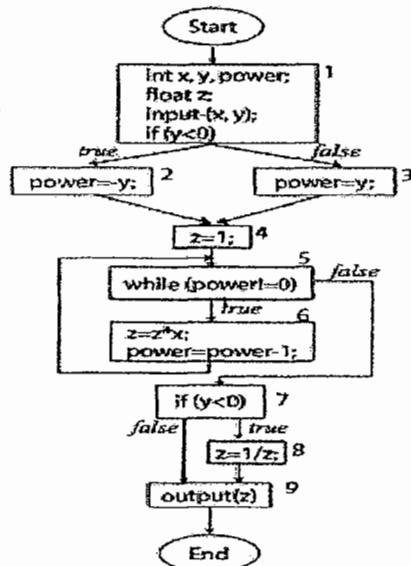 Start
int x, y, power; 1
float z;
input (x, y);
if (y<0)
true false
power=-y; 2 power=y; 3
z=1; 4
5
while (power!=0) false
true
6
z=z*x;
power=power-1;
if (y<0) 7
false true
z=1/z; 8
output(z) 9
End